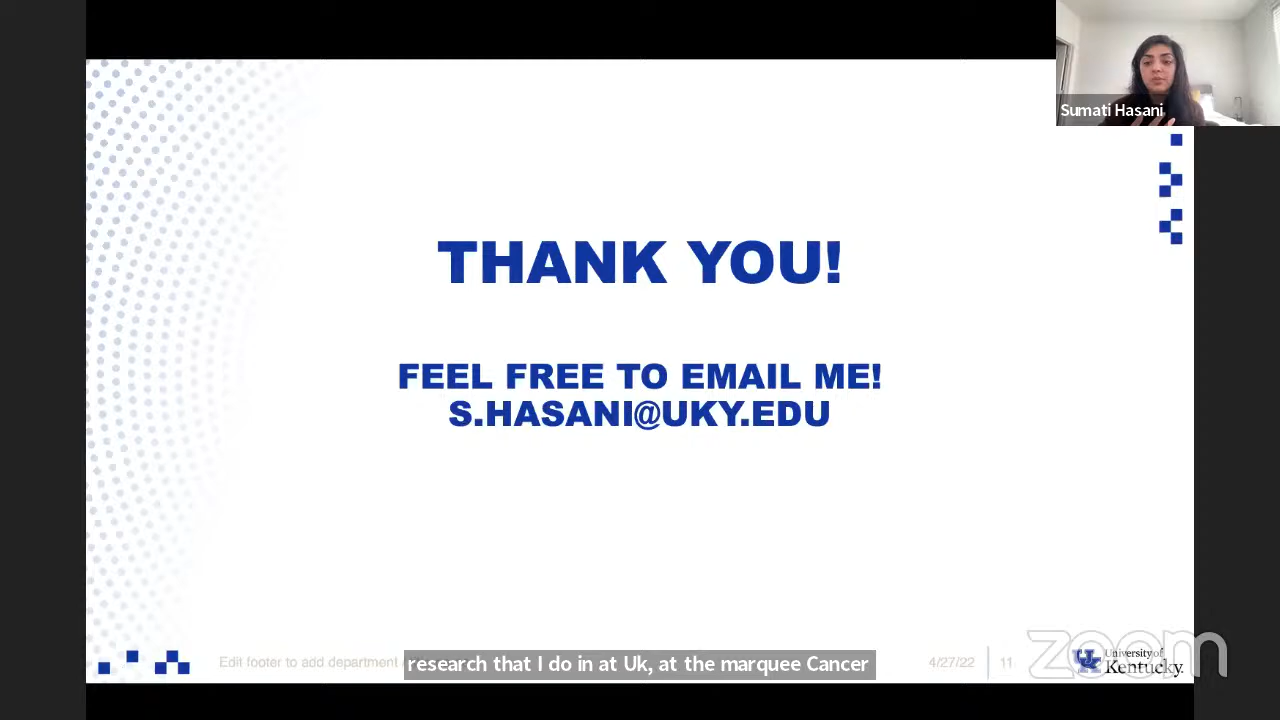 Sumati Hasani
THANK YOU!
FEEL FREE TO EMAIL ME!
S.HASANI@UKY.EDU
Edit footer to add department
research that I do in at Uk, at the marquee Cancer
4/27/22
11
zoom
UK
University of
Kentucky.